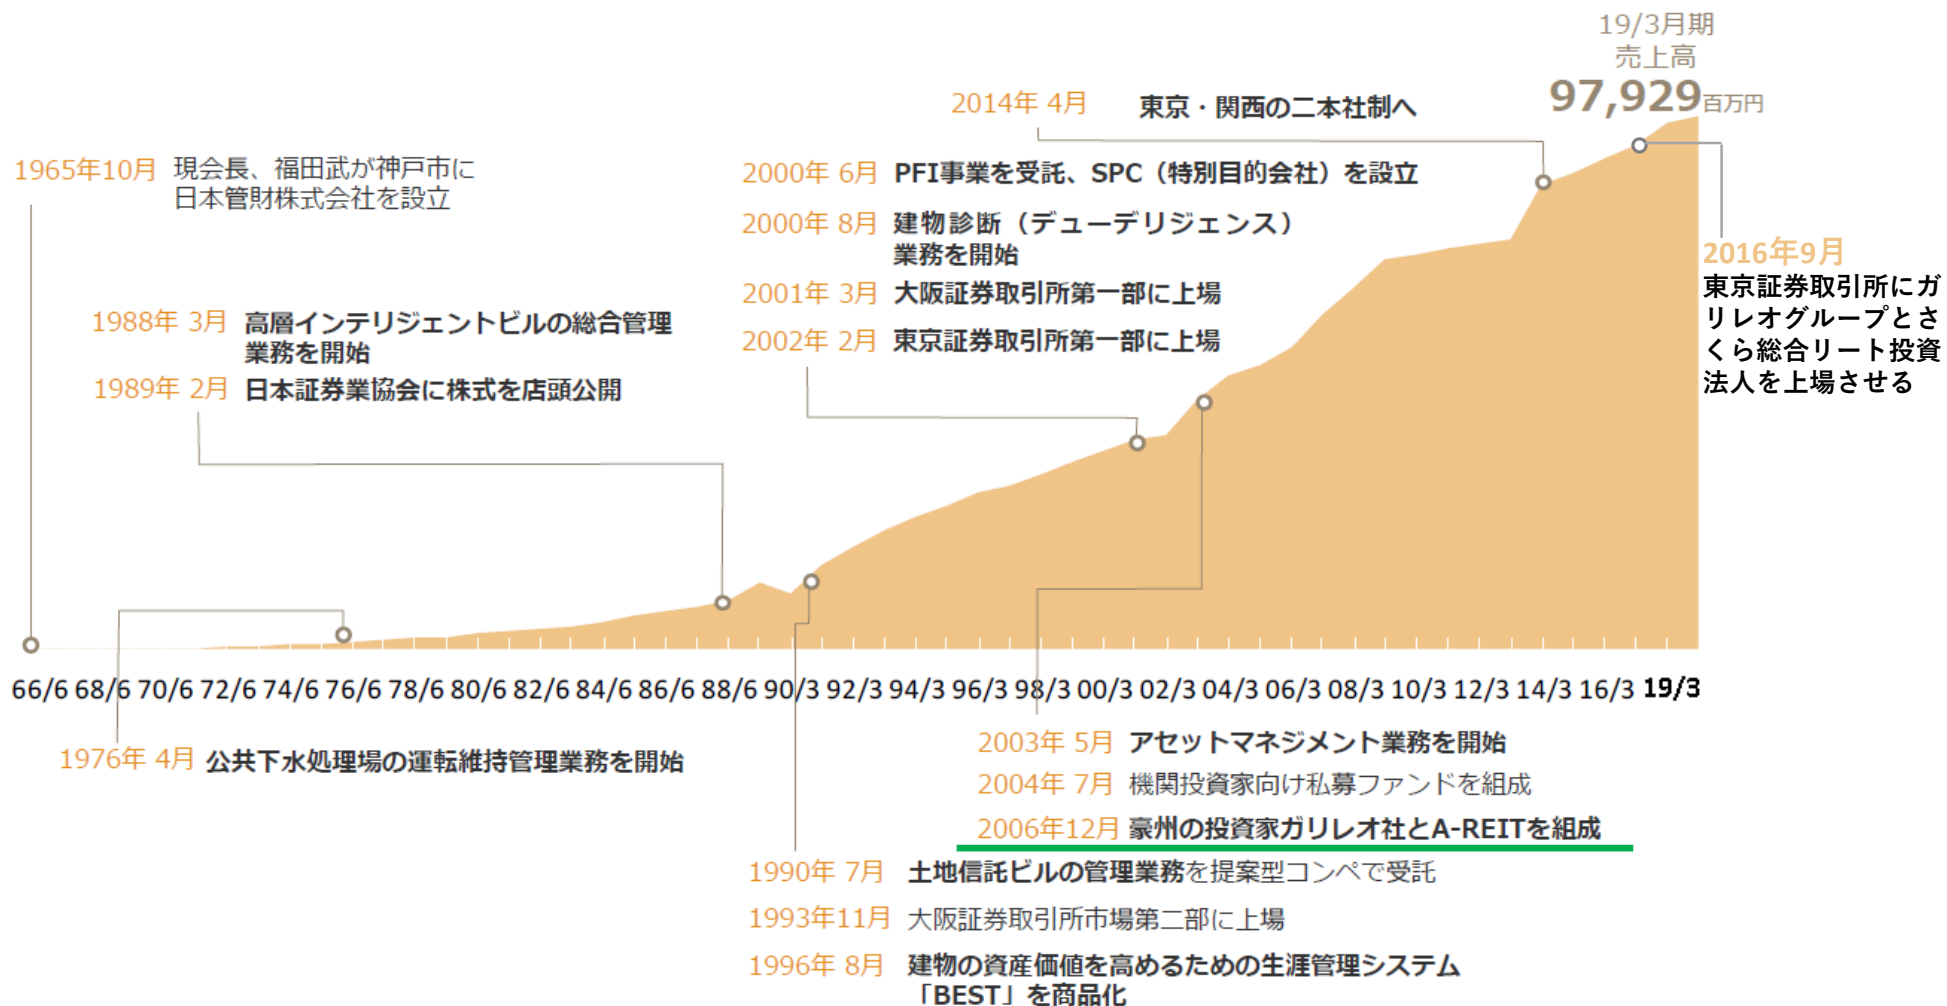 19/3月期
売上高
97,929百万円
2014年 4月 東京・関西の二本社制へ
1965年10月 現会長、福田武が神戸市に
日本管財株式会社を設立
2000年 6月 PFI事業を受託、SPC（特別目的会社）を設立
2000年 8月 建物診断（デューデリジェンス）
業務を開始
2001年 3月 大阪証券取引所第一部に上場
2002年 2月 東京証券取引所第一部に上場
2016年9月
東京証券取引所にガ
リレオグループとさ
くら総合リート投資
法人を上場させる
1988年 3月 高層インテリジェントビルの総合管理
業務を開始
1989年 2月 日本証券業協会に株式を店頭公開
66/6 68/6 70/6 72/6 74/6 76/6 78/6 80/6 82/6 84/6 86/6 88/6 90/3 92/3 94/3 96/3 98/3 00/3 02/3 04/3 06/3 08/3 10/3 12/3 14/3 16/3 19/3
1976年 4月 公共下水処理場の運転維持管理業務を開始
2003年 5月 アセットマネジメント業務を開始
2004年 7月 機関投資家向け私募ファンドを組成
2006年12月 豪州の投資家ガリレオ社とA-REITを組成
1990年 7月 土地信託ビルの管理業務を提案型コンペで受託
1993年11月 大阪証券取引所市場第二部に上場
1996年 8月 建物の資産価値を高めるための生涯管理システム
「BEST」を商品化